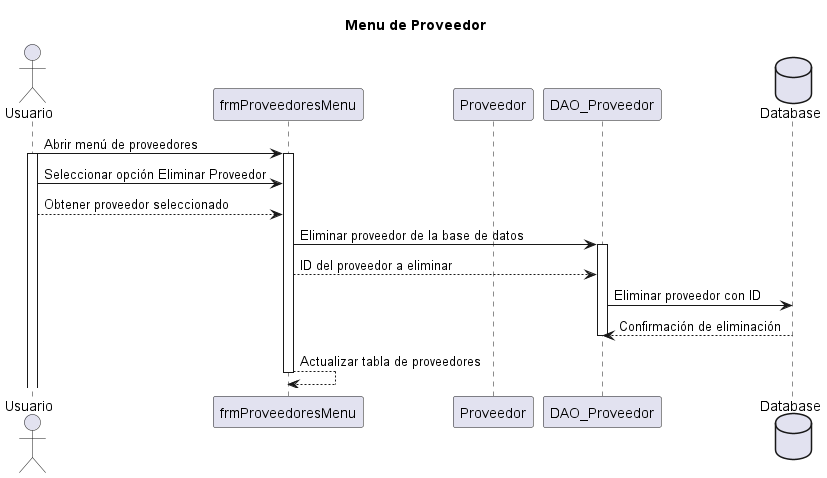 Menu de Proveedor
Usuario
frmProveedoresMenu
Proveedor
DAO_Proveedor
Database
Abrir menú de proveedores
Seleccionar opción Eliminar Proveedor
Obtener proveedor seleccionado
Eliminar proveedor de la base de datos
ID del proveedor a eliminar
Eliminar proveedor con ID
Confirmación de eliminación
Actualizar tabla de proveedores
Usuario
frmProveedoresMenu
Proveedor
DAO_Proveedor
Database